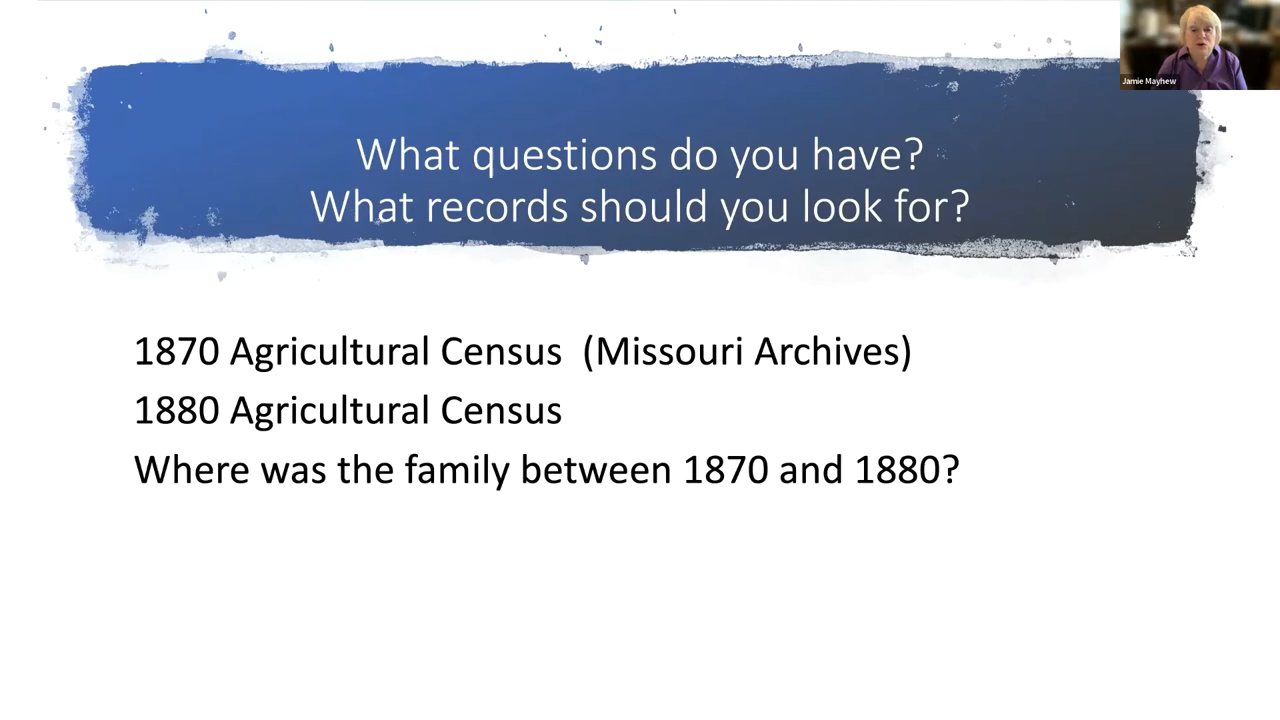 Jamie Mayhew
What questions do you have?
What records should you look for?
1870 Agricultural Census  (Missouri Archives)
1880 Agricultural Census
Where was the family between 1870 and 1880?